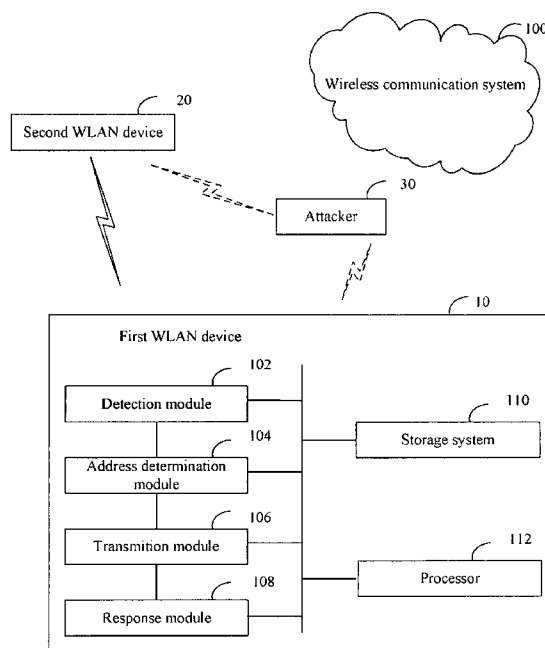 100
Wireless communication system
20
Second WLAN device
30
Attacker
10
First WLAN device
102
Detection module
110
104
Storage system
Address determination
module
106
Transmition module
112
108
Processor
Response module